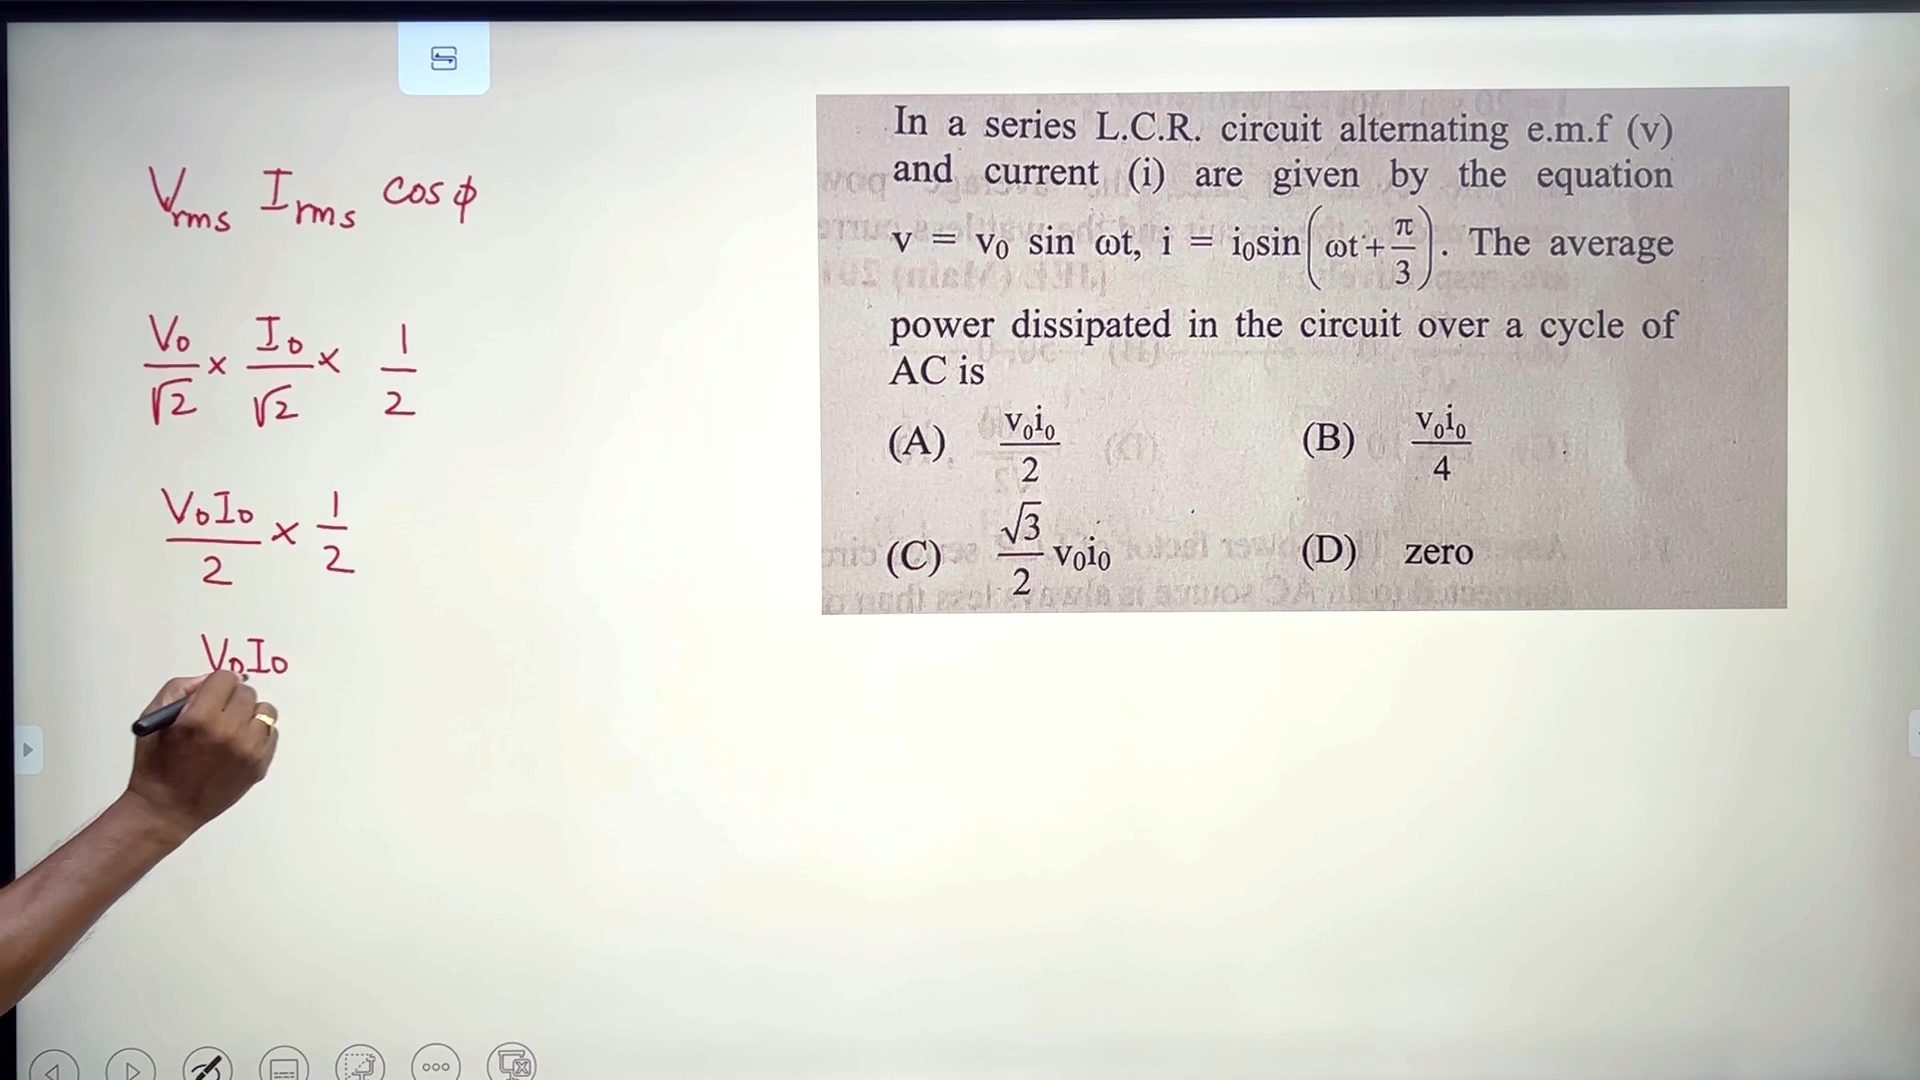 V_rms I_rms cos ϕ
V₀/√2 × I₀/√2 × 1/2
V₀I₀/2 × 1/2
V₀I₀
In a series L.C.R. circuit alternating e.m.f (v)
and current (i) are given by the equation
v = v₀ sin ωt, i = i₀sin(ωt + π/3). The average
power dissipated in the circuit over a cycle of
AC is
(A) v₀i₀/2 (B) v₀i₀/4
(C) √3/2 v₀i₀ (D) zero